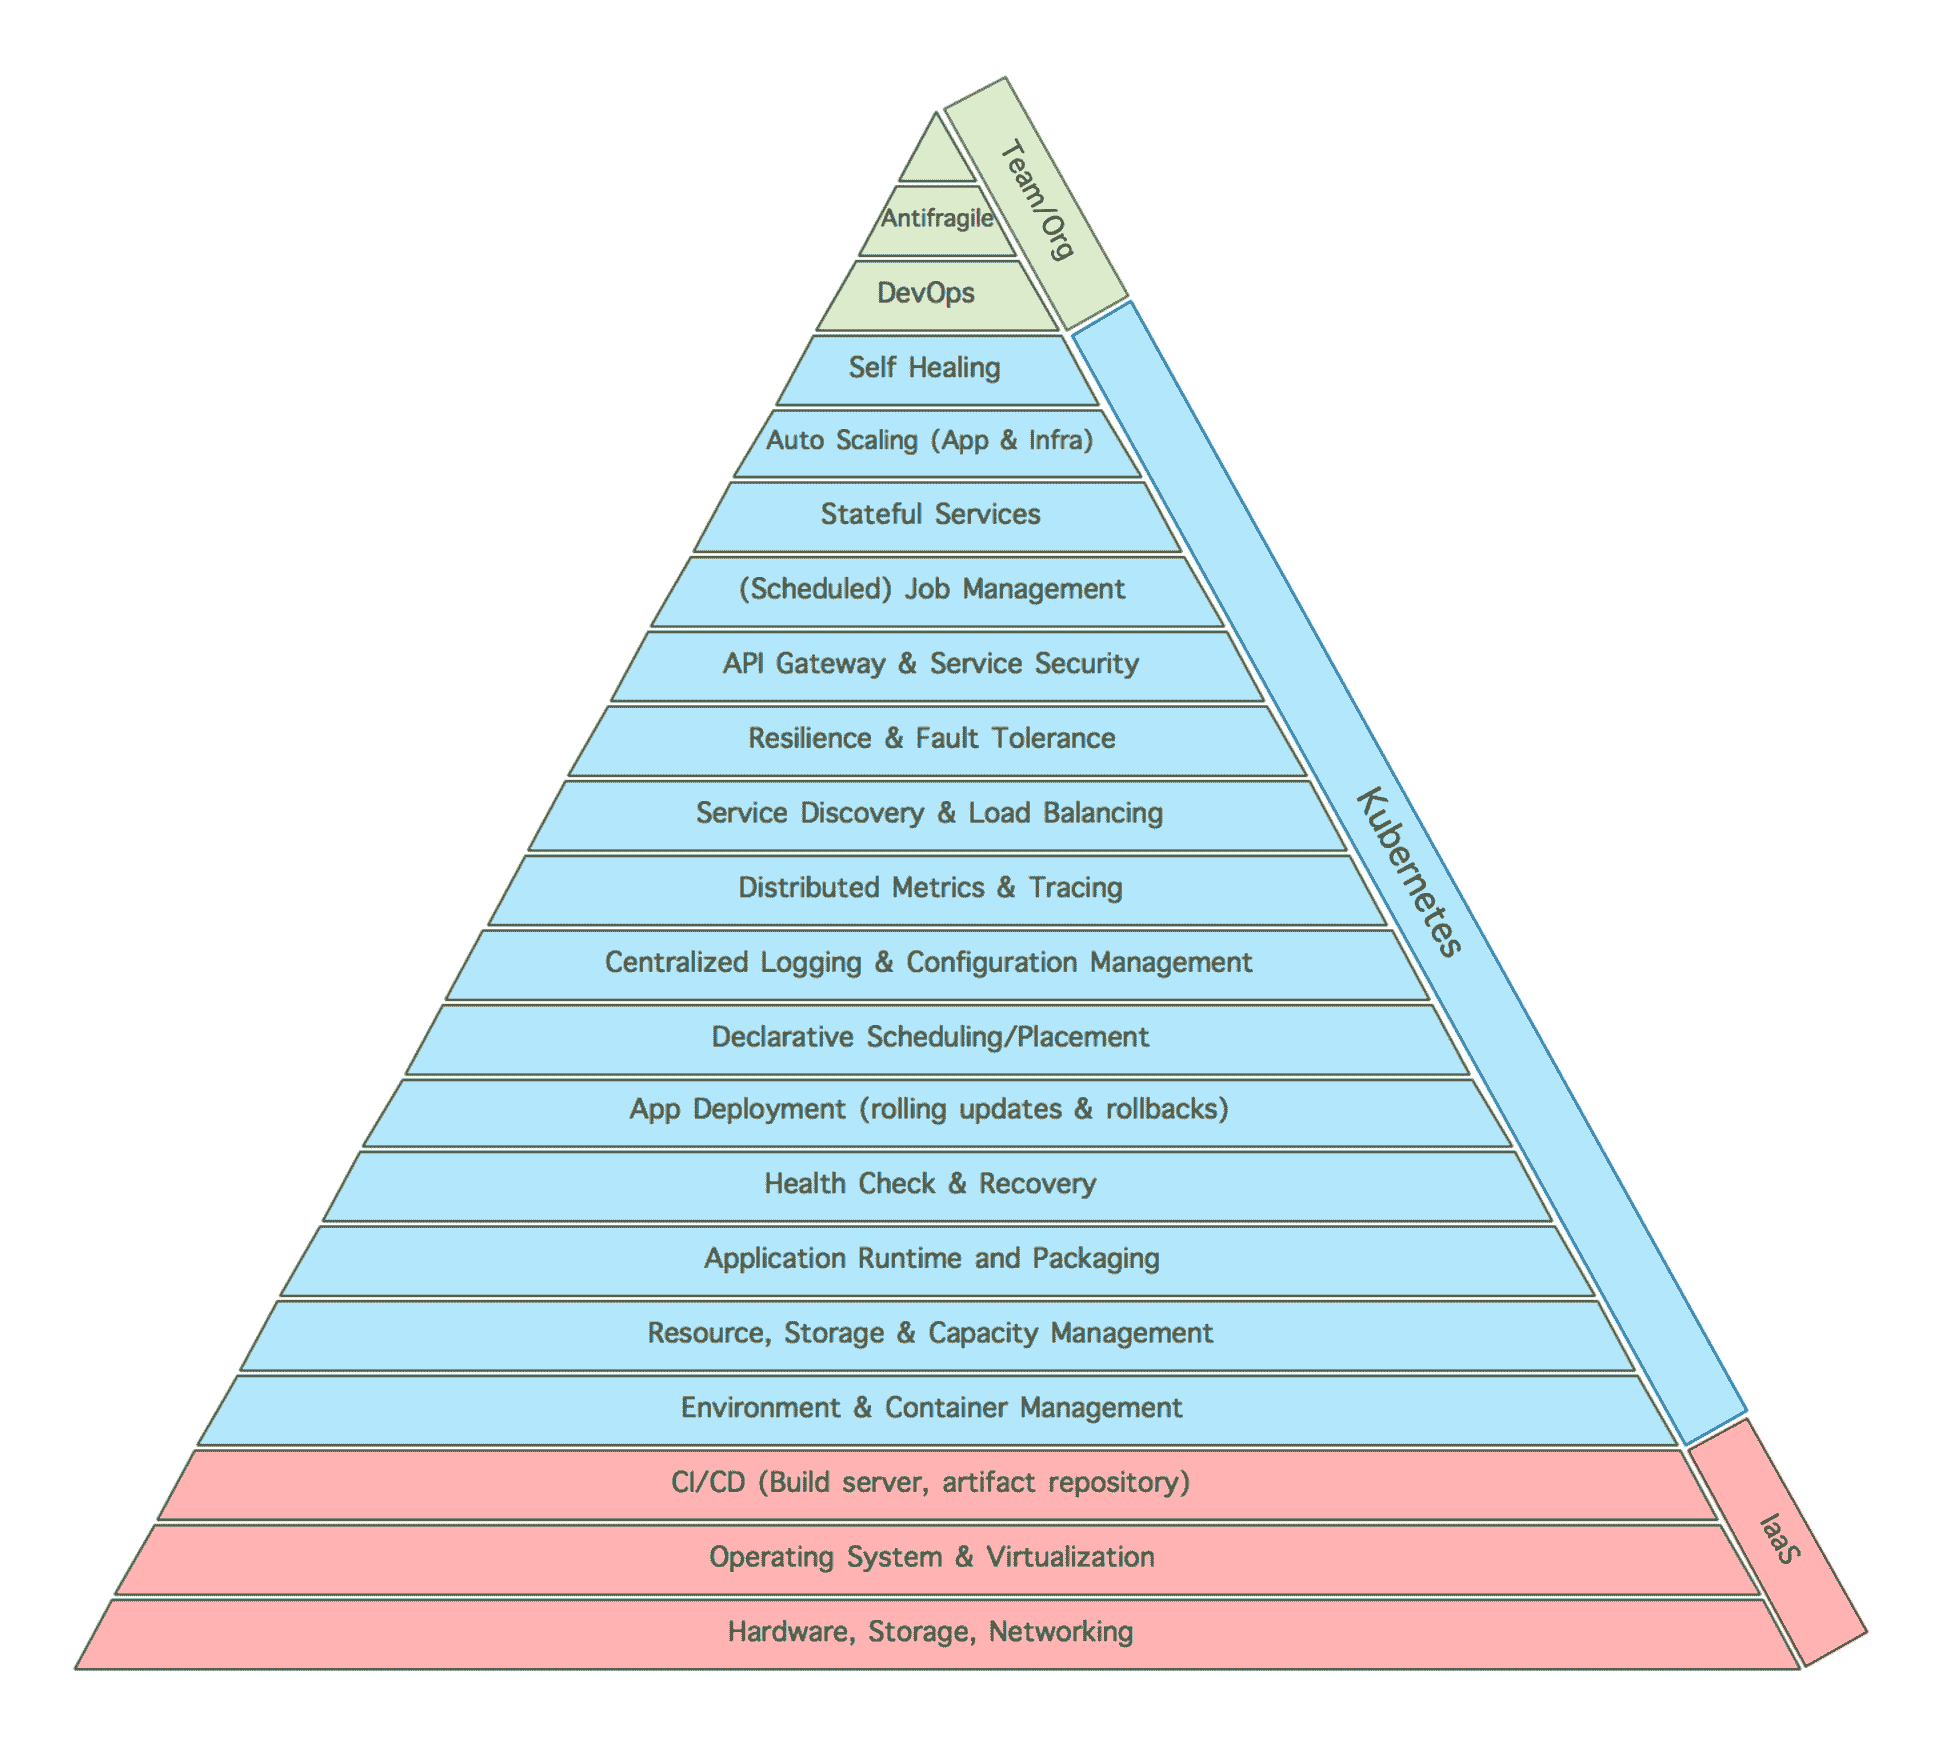 Team/Org
Antifragile
DevOps
Self Healing
Auto Scaling (App & Infra)
Stateful Services
(Scheduled) Job Management
API Gateway & Service Security
Resilience & Fault Tolerance
Service Discovery & Load Balancing
Kubernetes
Distributed Metrics & Tracing
Centralized Logging & Configuration Management
Declarative Scheduling/Placement
App Deployment (rolling updates & rollbacks)
Health Check & Recovery
Application Runtime and Packaging
Resource, Storage & Capacity Management
Environment & Container Management
CI/CD (Build server, artifact repository)
IaaS
Operating System & Virtualization
Hardware, Storage, Networking